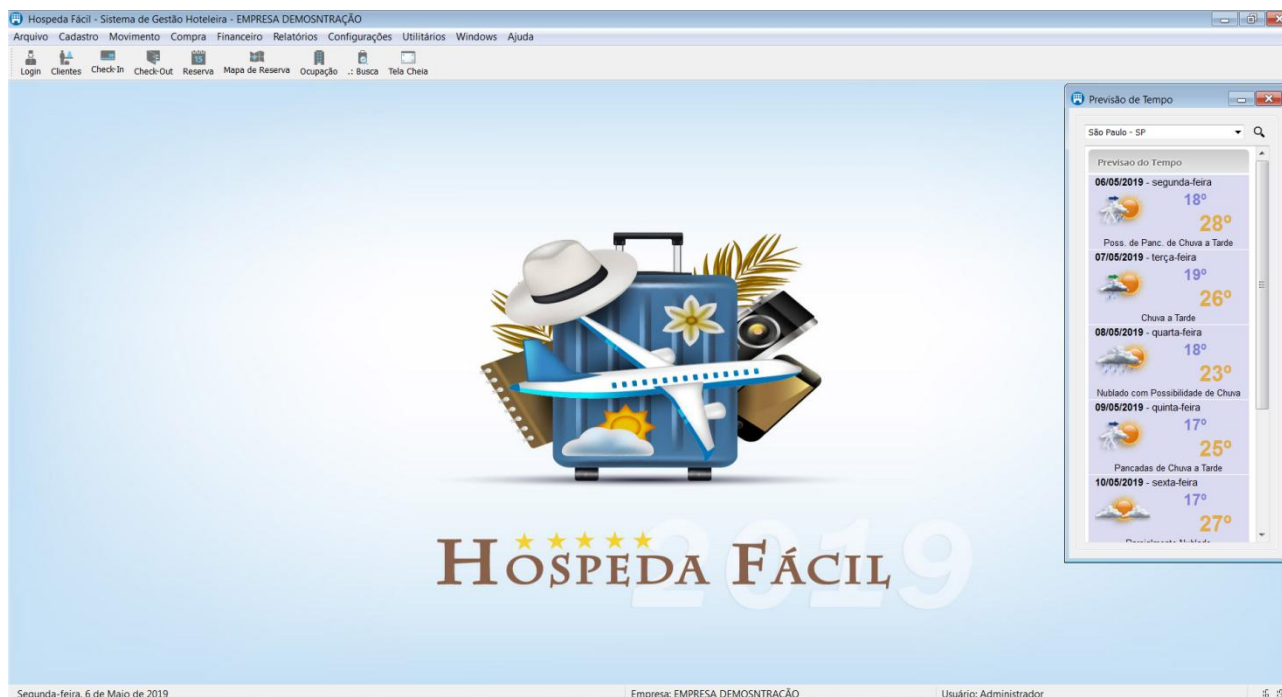 Hospeda Fácil - Sistema de Gestão Hoteleira - EMPRESA DEMOSNTRAÇÃO
Arquivo Cadastro Movimento Compra Financeiro Relatórios Configurações Utilitários Windows Ajuda
Login Clientes Check-In Check-Out Reserva Mapa de Reserva Ocupação .: Busca Tela Cheia
Previsão de Tempo
São Paulo - SP
Previsao do Tempo
06/05/2019 - segunda-feira
18º
28º
Poss. de Panc. de Chuva a Tarde
07/05/2019 - terça-feira
19º
26º
Chuva a Tarde
08/05/2019 - quarta-feira
18º
23º
Nublado com Possibilidade de Chuva
09/05/2019 - quinta-feira
17º
25º
Pancadas de Chuva a Tarde
10/05/2019 - sexta-feira
17º
27º
Parcialmente Nublado
2019
HOSPEDA FÁCIL
Segunda-feira, 6 de Maio de 2019 Empresa: EMPRESA DEMOSNTRAÇÃO Usuário: Administrador